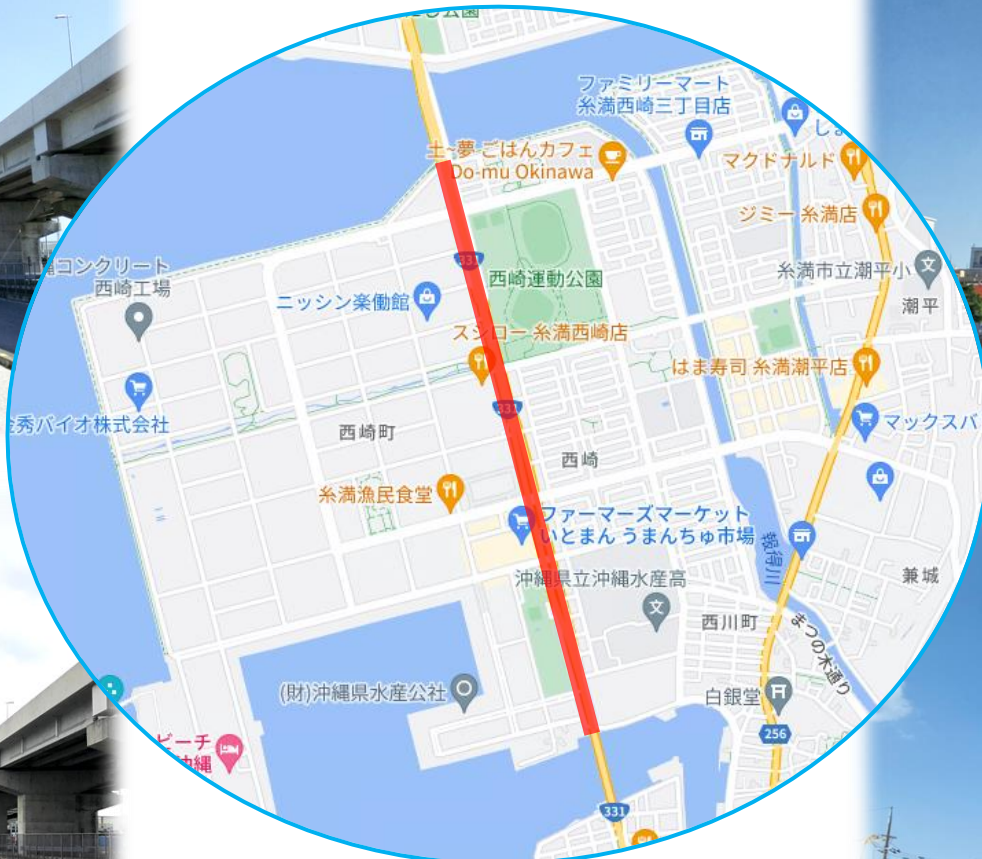 公園
ファミリーマート
糸満西崎三丁目店
土~夢 ごはんカフェ
Do-mu Okinawa
マクドナルド
ジミー 糸満店
コンクリート
西崎工場
331
西崎運動公園
糸満市立潮平小
文
潮平
ニッシン楽働館
スシロー 糸満西崎店
はま寿司 糸満潮平店
金秀バイオ株式会社
331
マックスバ
西崎町
西崎
糸満漁民食堂
ファーマーズマーケット
いとまん うまんちゅ市場
報得川
沖縄県立沖縄水産高
文
兼城
西川町
まつの木通り
(財)沖縄県水産公社
白銀堂
256
ビーチ
沖縄
331